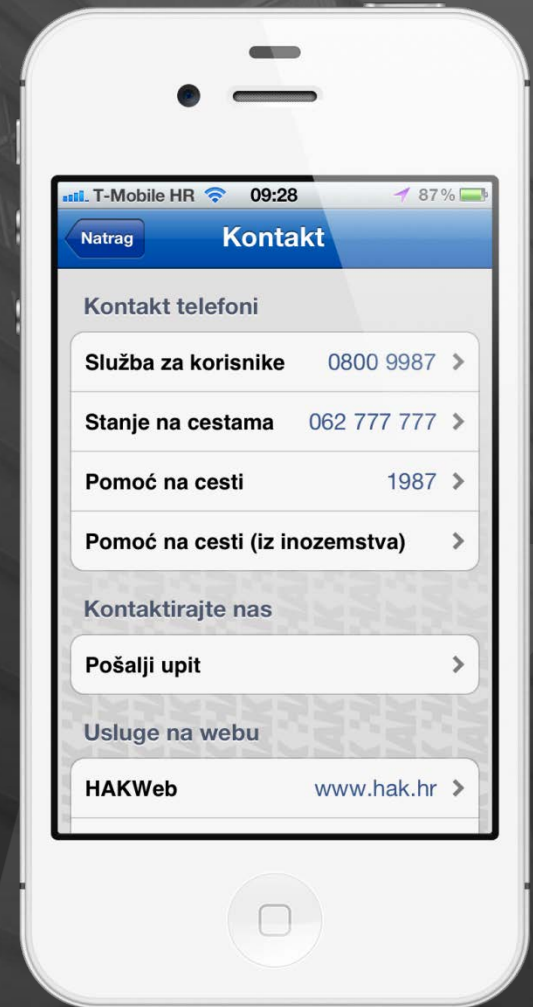 T-Mobile HR 09:28 87%
Natrag Kontakt
Kontakt telefoni
Služba za korisnike 0800 9987
Stanje na cestama 062 777 777
Pomoć na cesti 1987
Pomoć na cesti (iz inozemstva)
Kontaktirajte nas
Pošalji upit
Usluge na webu
HAKWeb www.hak.hr